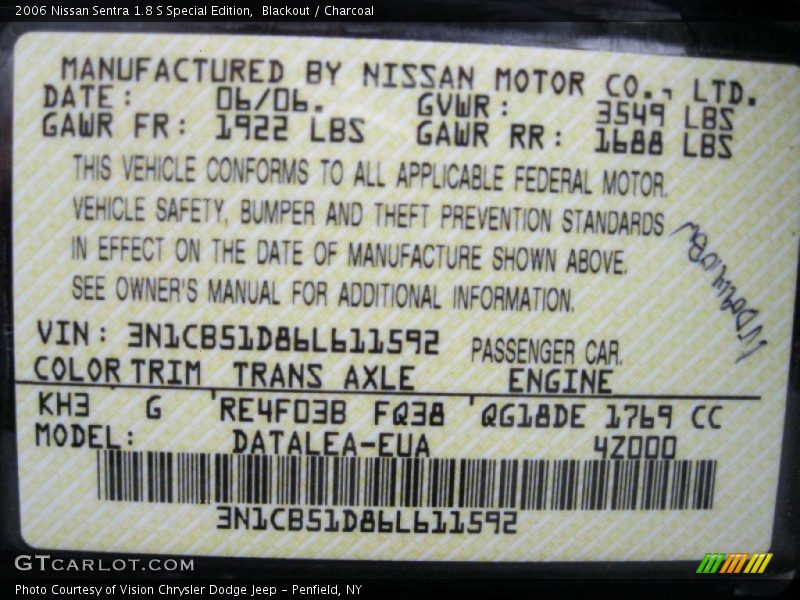 2006 Nissan Sentra 1.8 S Special Edition, Blackout / Charcoal
MANUFACTURED BY NISSAN MOTOR CO., LTD.
DATE: 06/06. GVWR: 3549 LBS
GAWR FR: 1922 LBS GAWR RR: 1688 LBS
THIS VEHICLE CONFORMS TO ALL APPLICABLE FEDERAL MOTOR.
VEHICLE SAFETY, BUMPER AND THEFT PREVENTION STANDARDS
IN EFFECT ON THE DATE OF MANUFACTURE SHOWN ABOVE.
SEE OWNER'S MANUAL FOR ADDITIONAL INFORMATION.
VIN: 3N1CB51D86L611592 PASSENGER CAR.
COLOR TRIM TRANS AXLE ENGINE
KH3 G RE4F03B FQ38 QG18DE 1769 CC
MODEL: DATALEA-EUA 4Z000
3N1CB51D86L611592
GTCARLOT.COM
Photo Courtesy of Vision Chrysler Dodge Jeep - Penfield, NY